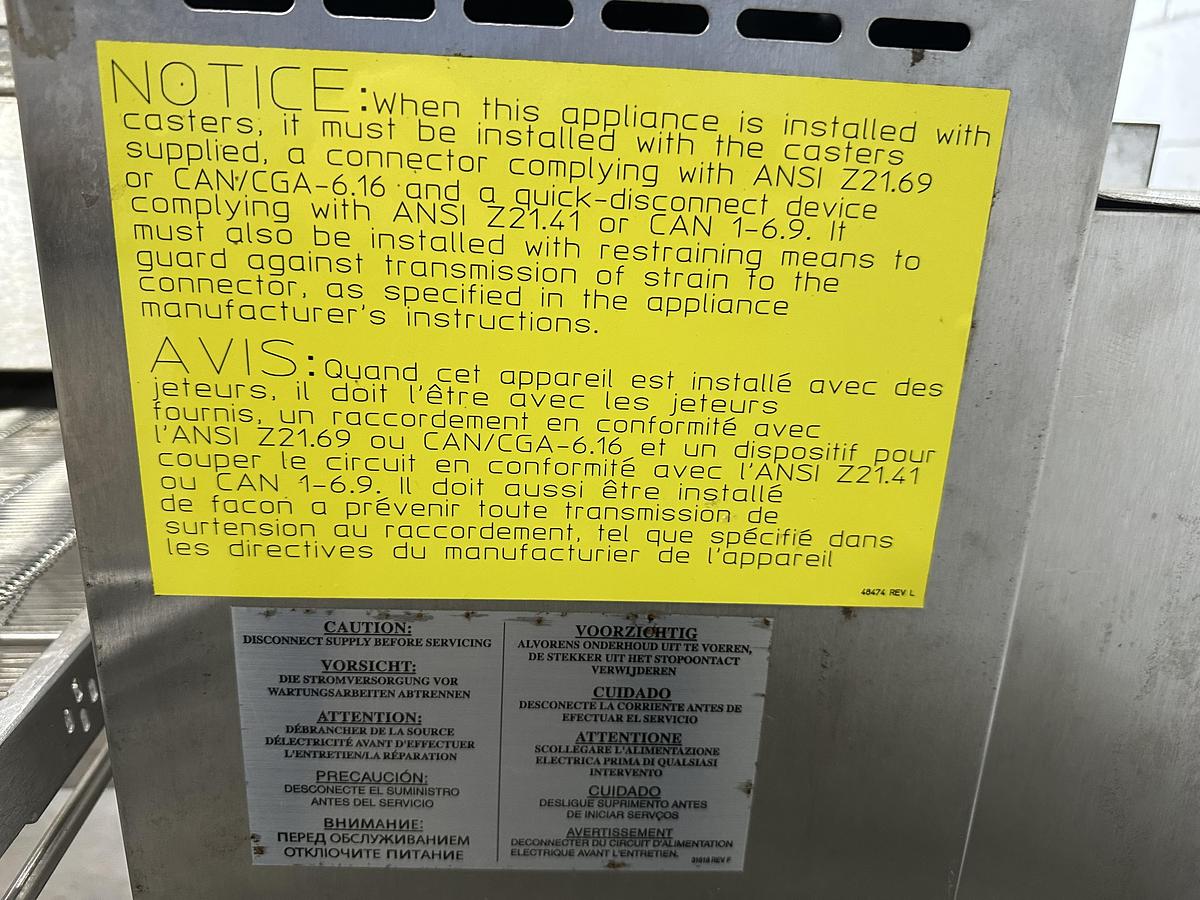 NOTICE: When this appliance is installed with
casters, it must be installed with the casters
supplied, a connector complying with ANSI Z21.69
or CAN/CGA-6.16 and a quick-disconnect device
complying with ANSI Z21.41 or CAN 1-6.9. It
must also be installed with restraining means to
guard against transmission of strain to the
connector, as specified in the appliance
manufacturer's instructions.
AVIS: Quand cet appareil est installé avec des
jeteurs, il doit l'être avec les jeteurs
fournis, un raccordement en conformité avec
l'ANSI Z21.69 ou CAN/CGA-6.16 et un dispositif pour
couper le circuit en conformité avec l'ANSI Z21.41
ou CAN 1-6.9. Il doit aussi être installé
de facon a prévenir toute transmission de
surtension au raccordement, tel que spécifié dans
les directives du manufacturier de l'appareil
48474 REV L
CAUTION:
DISCONNECT SUPPLY BEFORE SERVICING
VORSICHT:
DIE STROMVERSORGUNG VOR
WARTUNGSARBEITEN ABTRENNEN
ATTENTION:
DÉBRANCHER DE LA SOURCE
DÉLECTRICITÉ AVANT D'EFFECTUER
L'ENTRETIEN/LA RÉPARATION
PRECAUCIÓN:
DESCONECTE EL SUMINISTRO
ANTES DEL SERVICIO
ВНИМАНИЕ:
ПЕРЕД ОБСЛУЖИВАНИЕМ
ОТКЛЮЧИТЕ ПИТАНИЕ
VOORZICHTIG
ALVORENS ONDERHOUD UIT TE VOEREN,
DE STEKKER UIT HET STOPCONTACT
VERWIJDEREN
CUIDADO
DESCONECTE LA CORRIENTE ANTES DE
EFECTUAR EL SERVICIO
ATTENTIONE
SCOLLEGARE L'ALIMENTAZIONE
ELECTRICA PRIMA DI QUALSIASI
INTERVENTO
CUIDADO
DESLIGUE SUPRIMENTO ANTES
DE INICIAR SERVÇOS
AVERTISSEMENT
DECONNECTER DU CIRCUIT D'ALIMENTATION
ELECTRIQUE AVANT L'ENTRETIEN.
31818 REV F